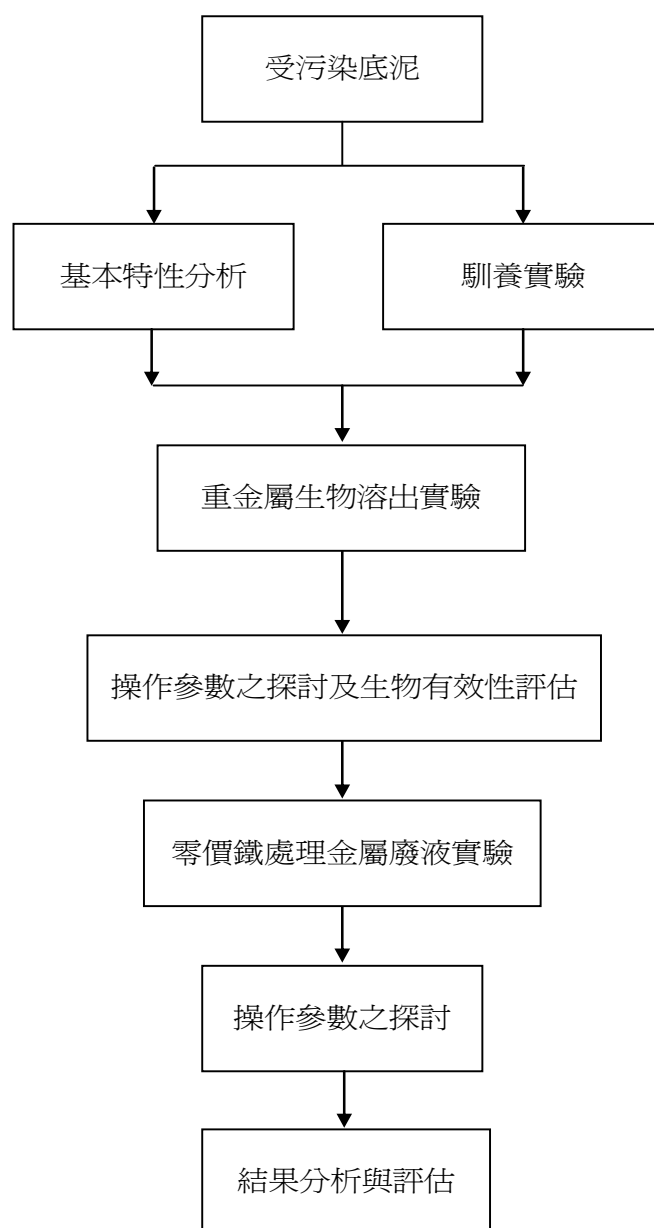 受污染底泥
基本特性分析
馴養實驗
重金屬生物溶出實驗
操作參數之探討及生物有效性評估
零價鐵處理金屬廢液實驗
操作參數之探討
結果分析與評估